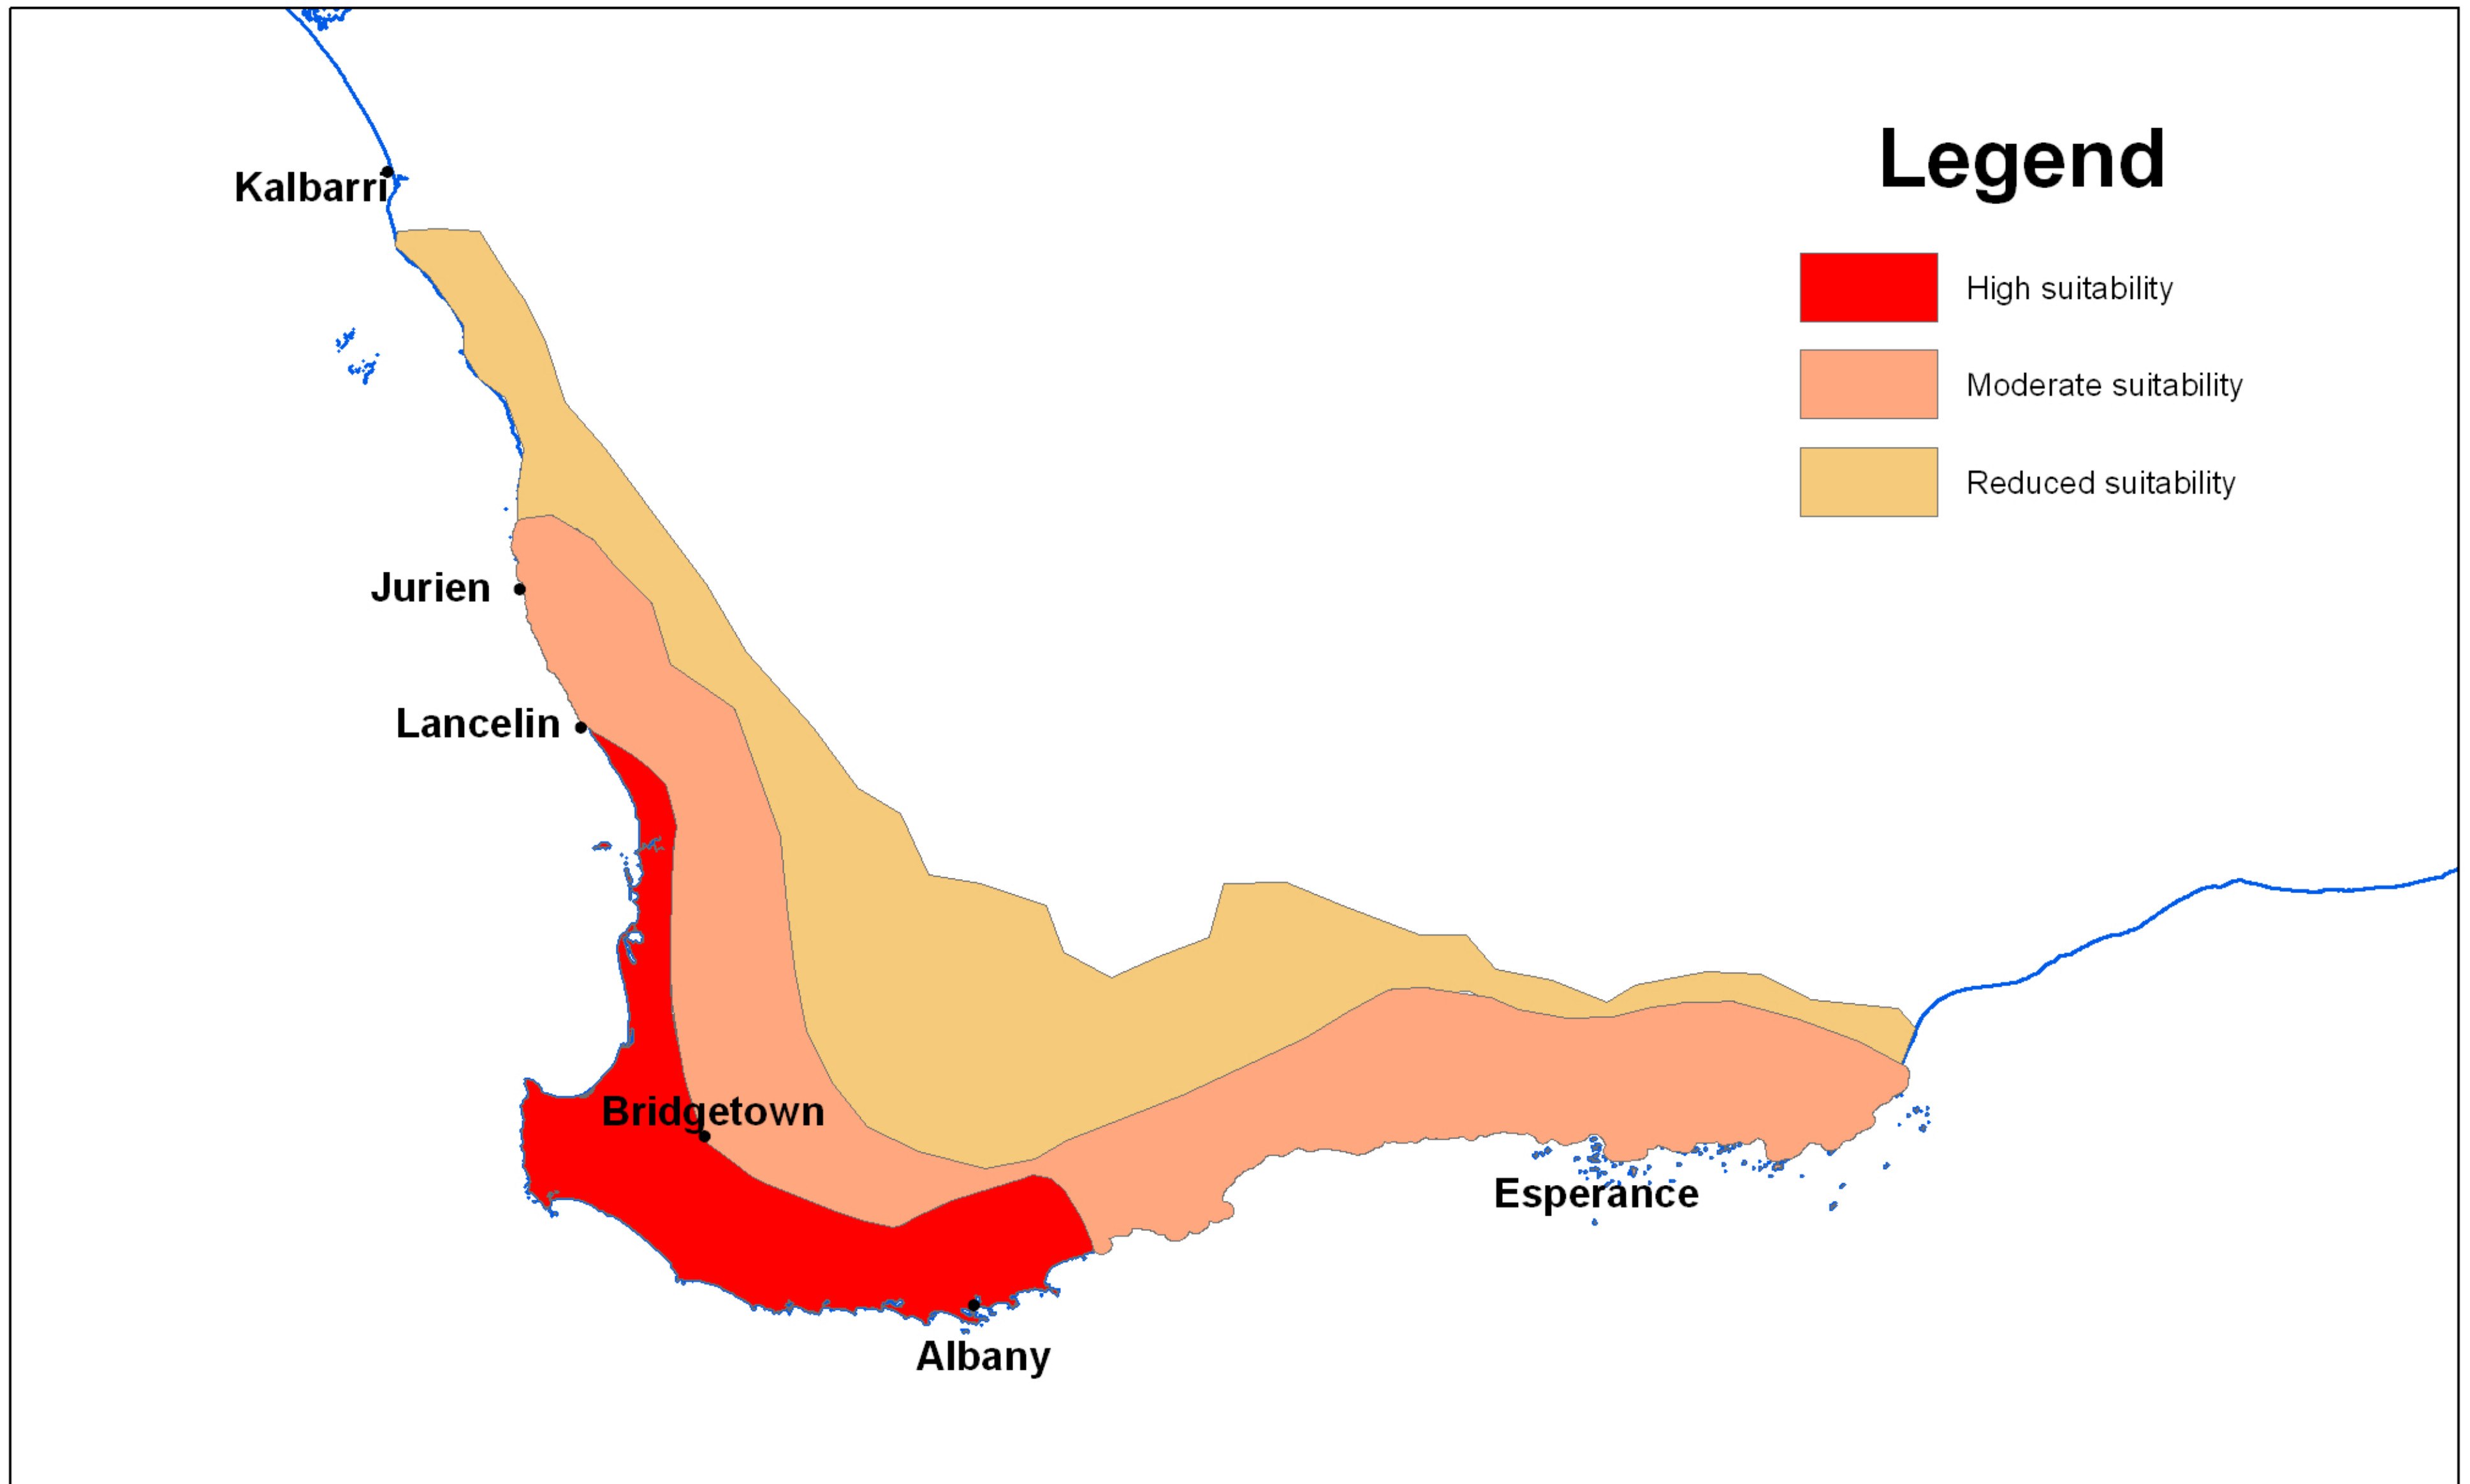 Legend
Kalbarri
High suitability
Moderate suitability
Reduced suitability
Jurien
Lancelin
Bridgetown
Esperance
Albany